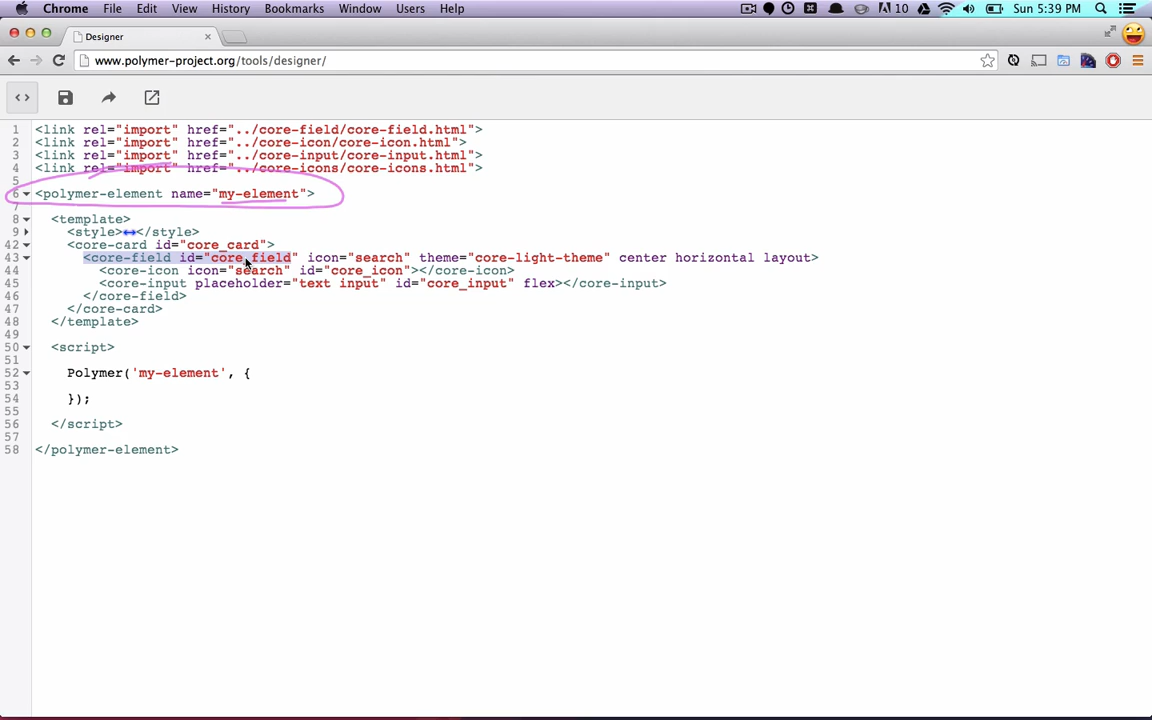 Chrome File Edit View History Bookmarks Window Users Help 10 Sun 5:39 PM
Designer
www.polymer-project.org/tools/designer/
1 <link rel="import" href="../core-field/core-field.html">
2 <link rel="import" href="../core-icon/core-icon.html">
3 <link rel="import" href="../core-input/core-input.html">
4 <link rel="import" href="../core-icons/core-icons.html">
5
6 <polymer-element name="my-element">
7
8 <template>
9 <style></style>
42 <core-card id="core_card">
43 <core-field id="core_field" icon="search" theme="core-light-theme" center horizontal layout>
44 <core-icon icon="search" id="core_icon"></core-icon>
45 <core-input placeholder="text input" id="core_input" flex></core-input>
46 </core-field>
47 </core-card>
48 </template>
49
50 <script>
51
52 Polymer('my-element', {
53
54 });
55
56 </script>
57
58 </polymer-element>